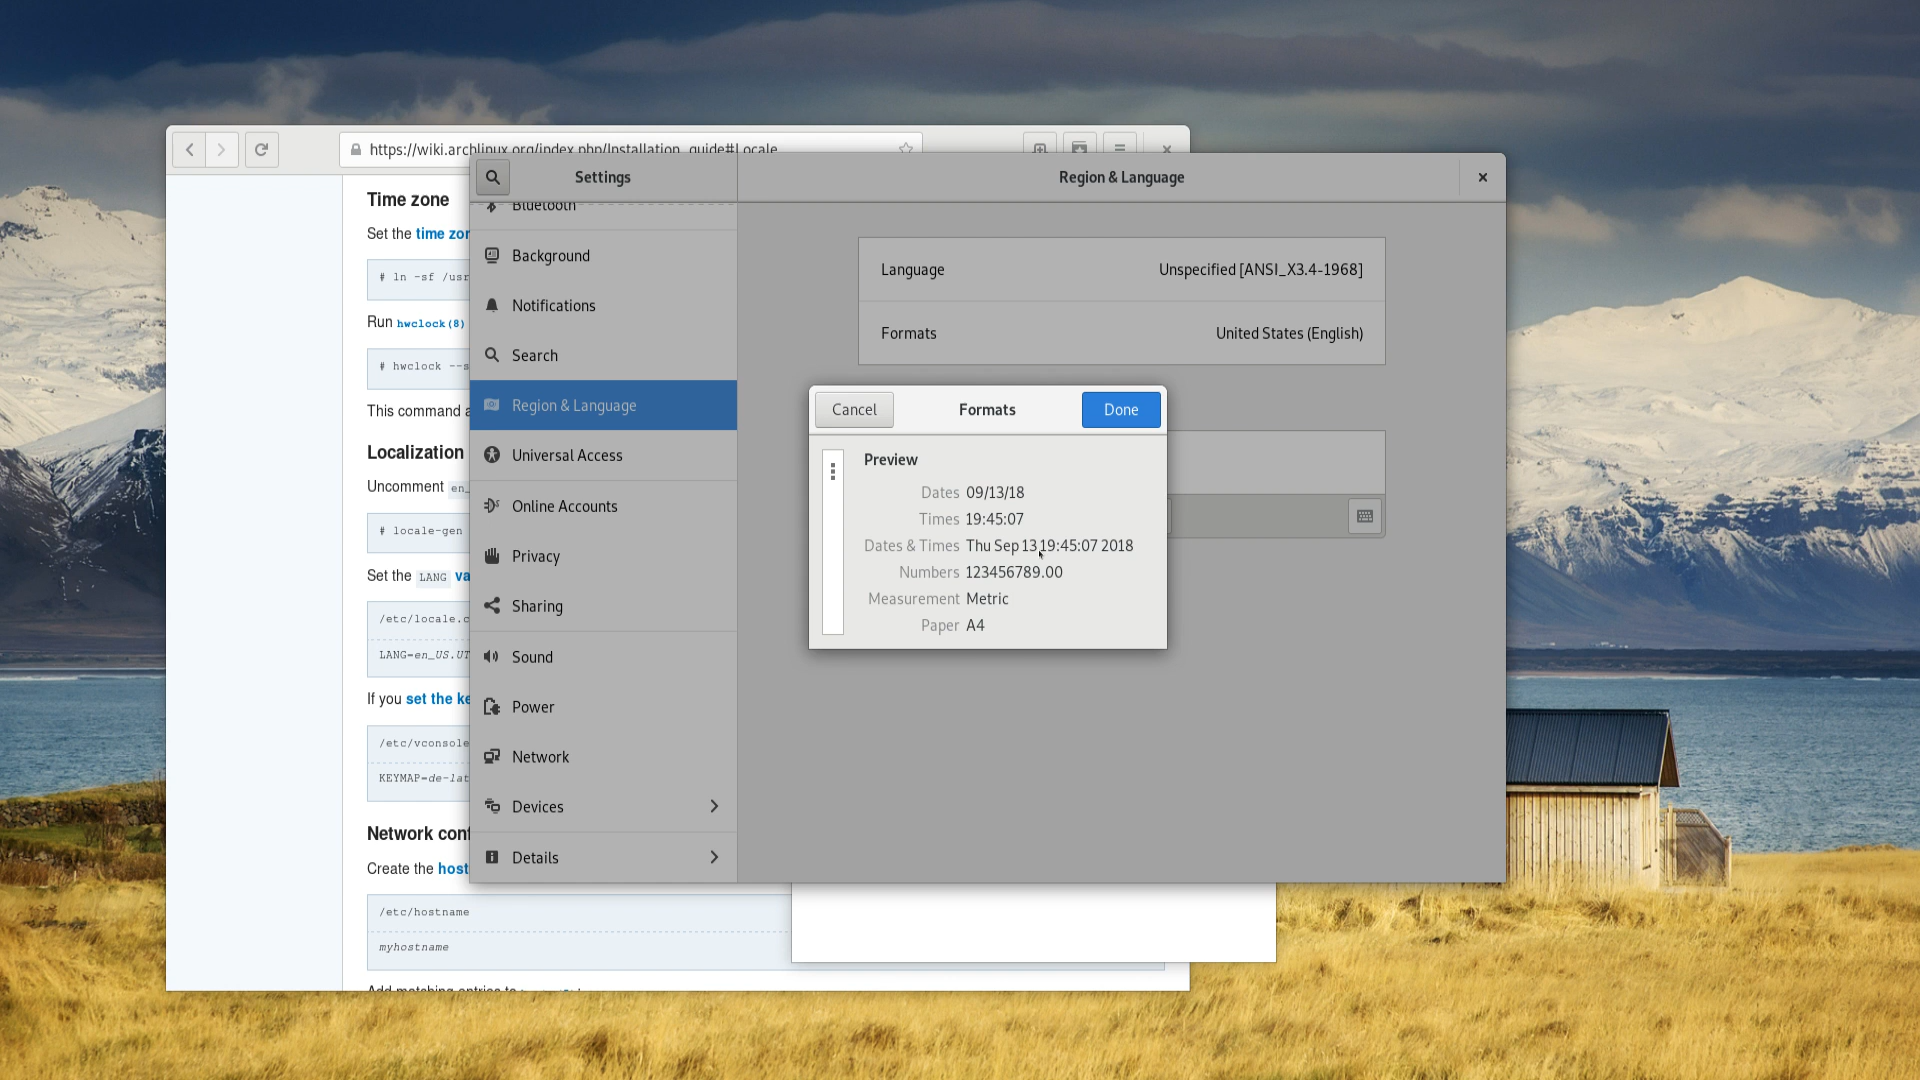 https://wiki.archlinux.org/index.php/Installation_guide#Locale
Time zone
Set the time zon
# ln -sf /usr
Run hwclock(8)
# hwclock --s
This command a
Localization
Uncomment en_
# locale-gen
Set the LANG va
/etc/locale.c
LANG=en_US.UT
If you set the ke
/etc/vconsole
KEYMAP=de-lat
Network conf
Create the host
/etc/hostname
myhostname
Add matching entries to
Settings
Region & Language
Bluetooth
Background
Notifications
Search
Region & Language
Universal Access
Online Accounts
Privacy
Sharing
Sound
Power
Network
Devices
Details
Language Unspecified [ANSI_X3.4-1968]
Formats United States (English)
Cancel Formats Done
Preview
Dates 09/13/18
Times 19:45:07
Dates & Times Thu Sep 13 19:45:07 2018
Numbers 123456789.00
Measurement Metric
Paper A4